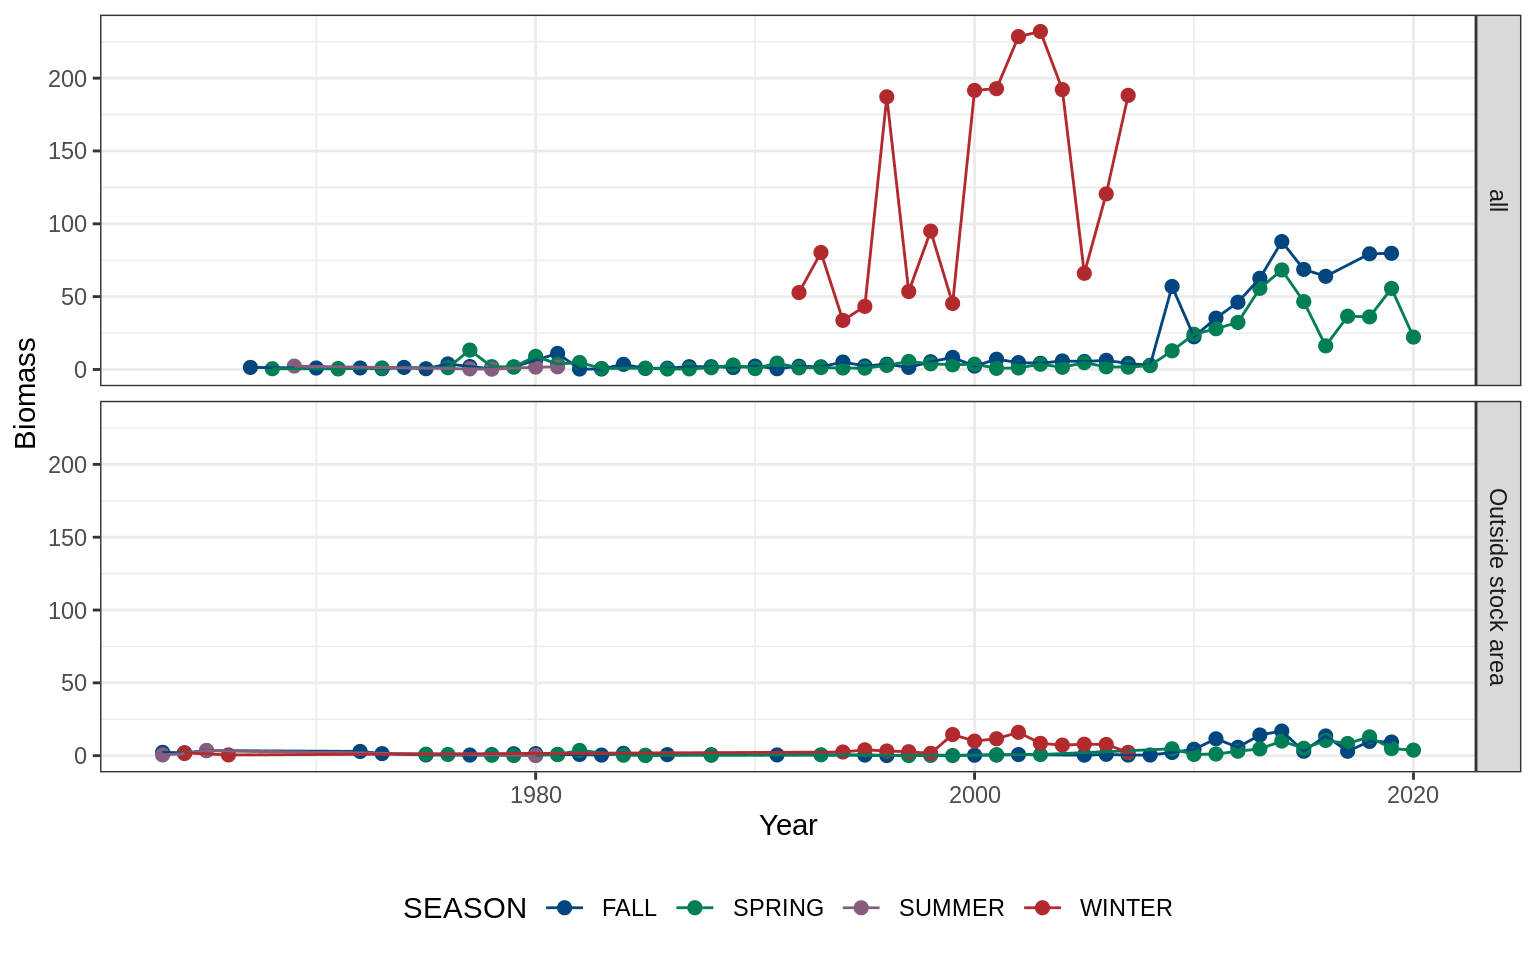 200
150
100
50
0
all
Biomass
200
150
100
50
0
Outside stock area
1980 2000 2020
Year
SEASON FALL SPRING SUMMER WINTER